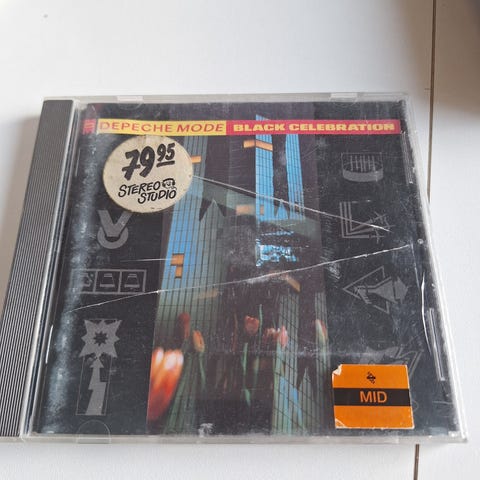 DEPECHE MODE BLACK CELEBRATION
79.95
STEREO
STUDIO
MID